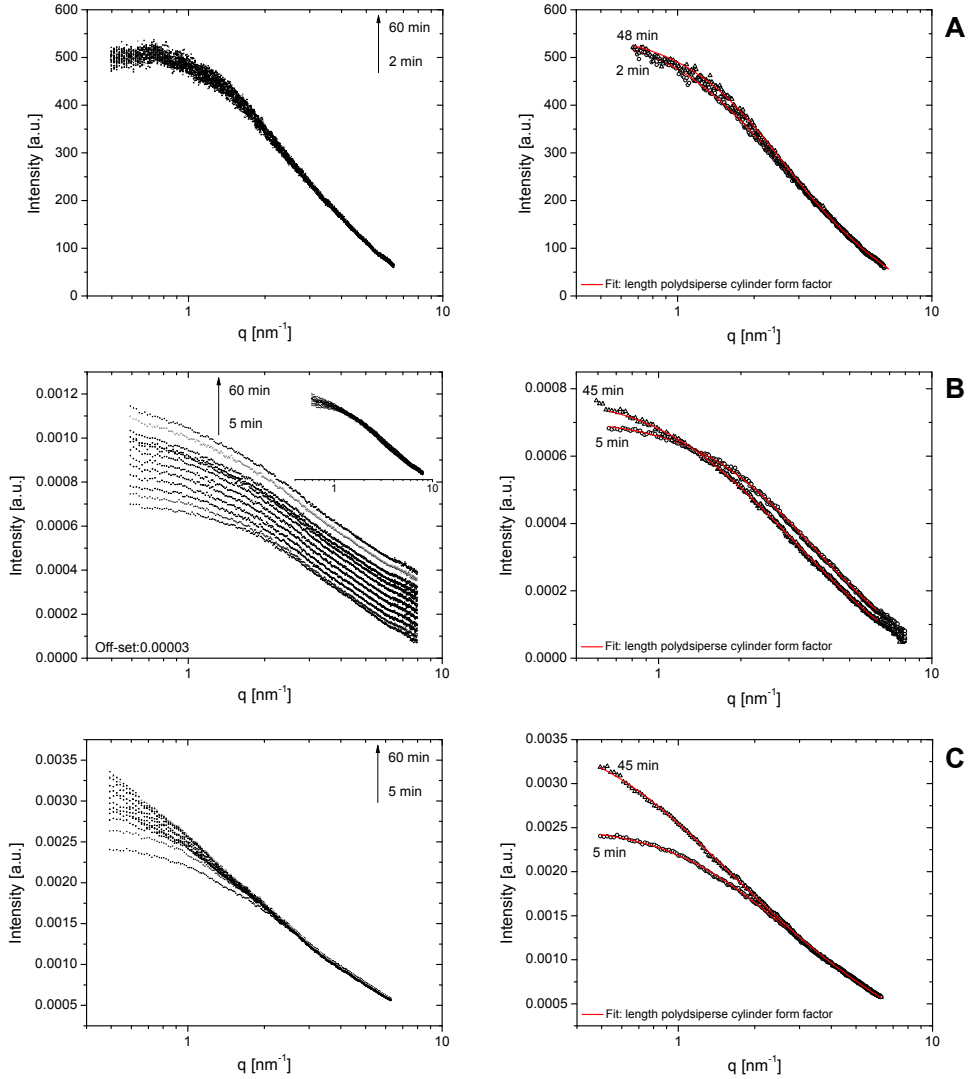 A
600
500
400
300
200
100
0
Intensity [a.u.]
60 min
2 min
1
10
q [nm-1]
600
500
400
300
200
100
0
Intensity [a.u.]
48 min
2 min
Fit: length polydsiperse cylinder form factor
1
10
q [nm-1]
B
0.0012
0.0010
0.0008
0.0006
0.0004
0.0002
0.0000
Intensity [a.u.]
60 min
5 min
1
10
Off-set:0.00003
1
10
q [nm-1]
0.0008
0.0006
0.0004
0.0002
0.0000
Intensity [a.u.]
45 min
5 min
Fit: length polydsiperse cylinder form factor
1
10
q [nm-1]
C
0.0035
0.0030
0.0025
0.0020
0.0015
0.0010
0.0005
Intensity [a.u.]
60 min
5 min
1
10
q [nm-1]
0.0035
0.0030
0.0025
0.0020
0.0015
0.0010
0.0005
Intensity [a.u.]
45 min
5 min
Fit: length polydsiperse cylinder form factor
1
10
q [nm-1]